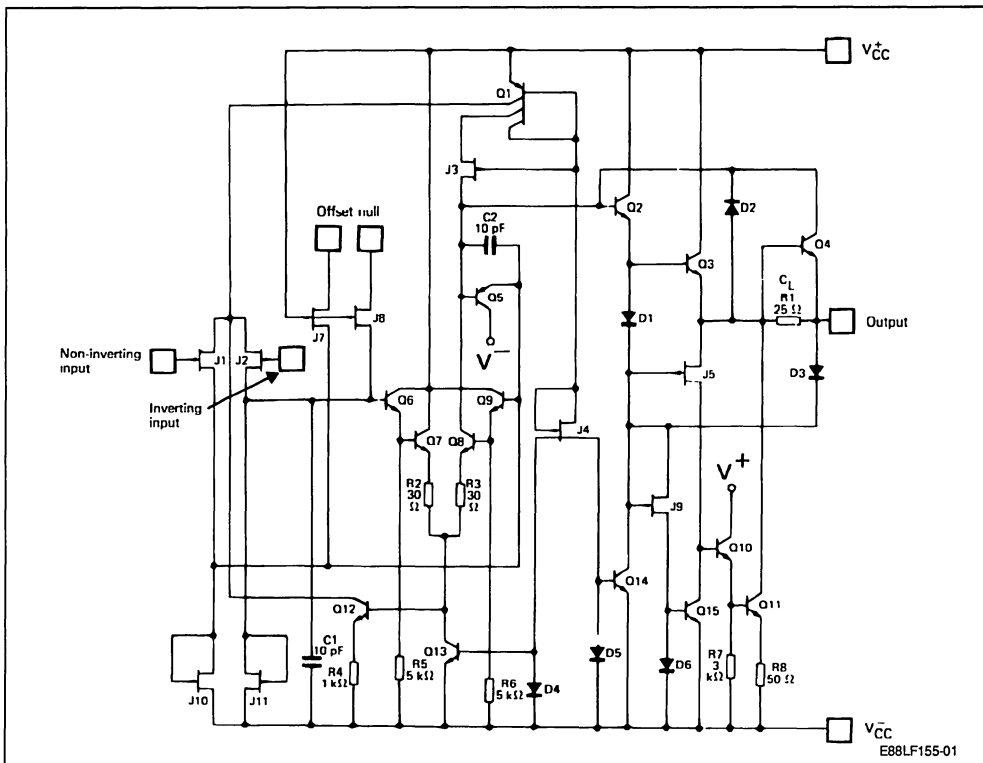 V+CC
Q1
J3
Offset null
C2
10 pF
Q2
D2
Q4
Q3
CL
R1
25 Ω
Output
J7
J8
Q5
D1
V-
Non-inverting
input
J1
J2
D3
J5
Inverting
input
Q6
Q9
J4
Q7
Q8
V+
R2
30
Ω
R3
30
Ω
J9
Q10
Q12
Q14
Q15
Q11
C1
10 pF
R4
1 kΩ
Q13
R5
5 kΩ
R6
5 kΩ
D4
D5
D6
R7
3
kΩ
R8
50 Ω
J10
J11
V-CC
E88LF155-01